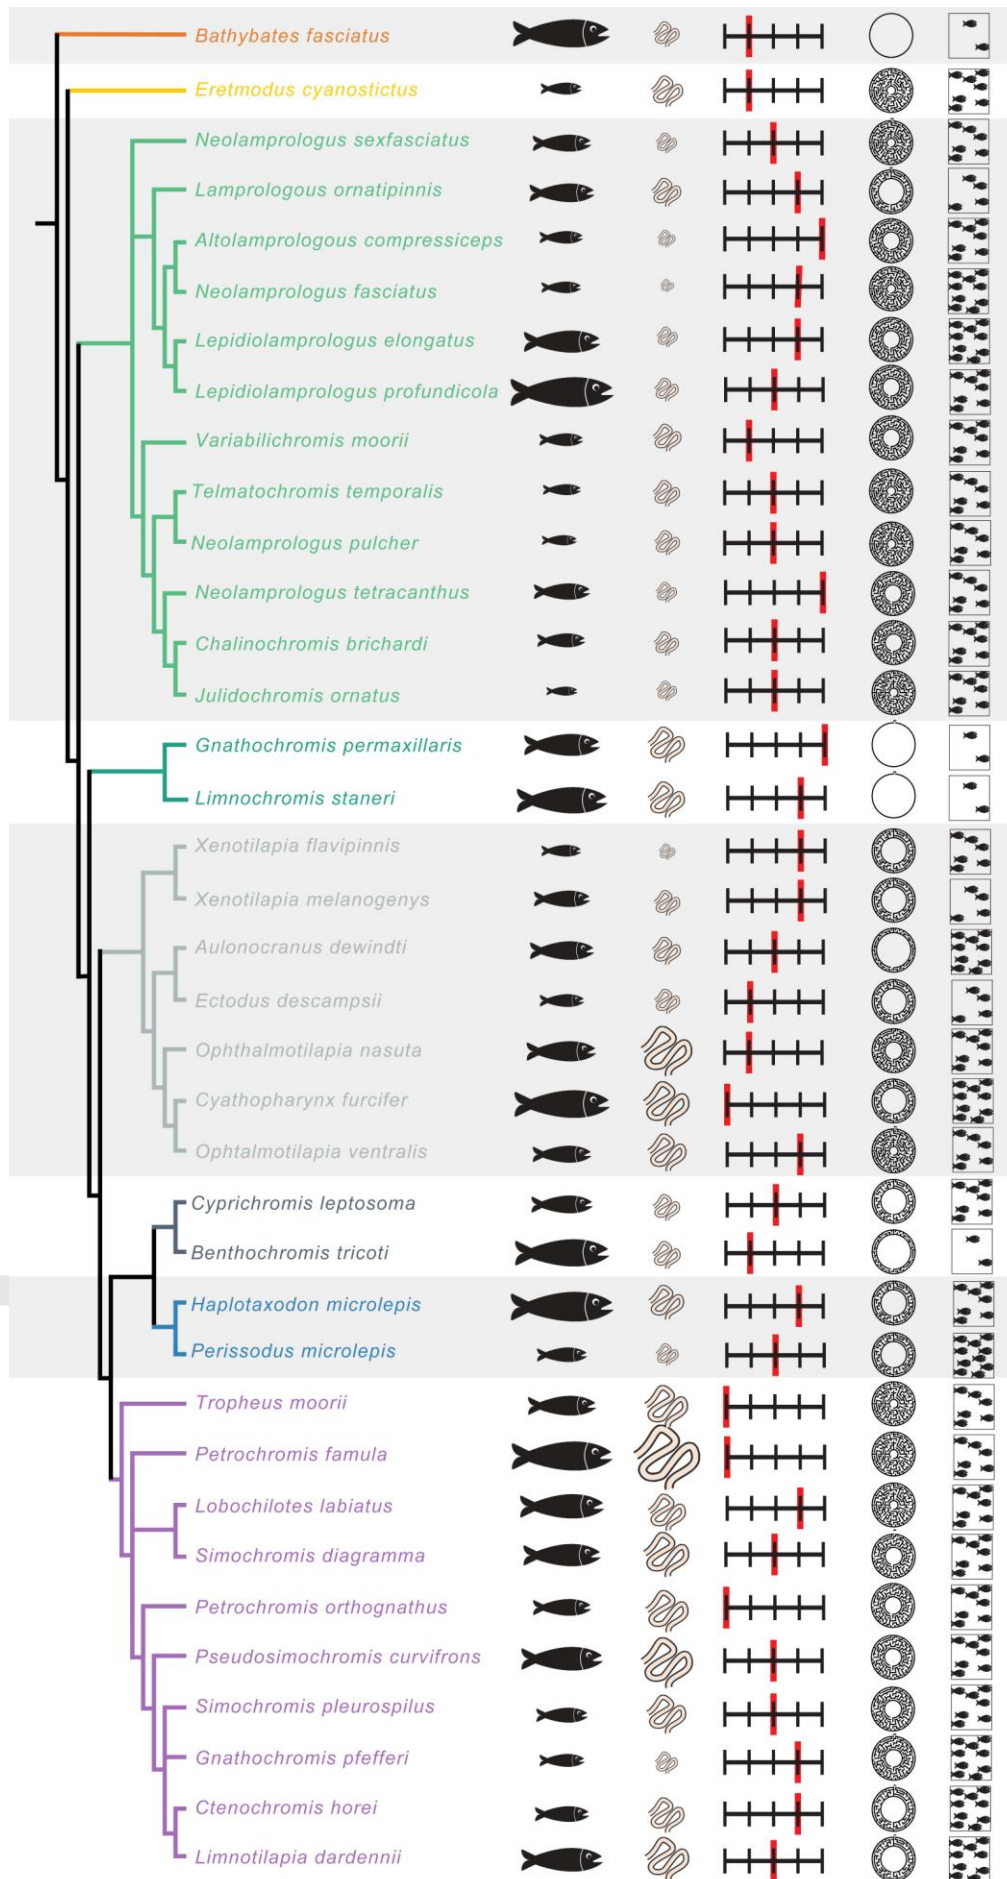 Bathybates fasciatus
Eretmodus cyanostictus
Neolamprologus sexfasciatus
Lamprologous ornatipinnis
Altolamprologous compressiceps
Neolamprologus fasciatus
Lepidiolamprologus elongatus
Lepidiolamprologus profundicola
Variabilichromis moorii
Telmatochromis temporalis
Neolamprologus pulcher
Neolamprologus tetracanthus
Chalinochromis brichardi
Julidochromis ornatus
Gnathochromis permaxillaris
Limnochromis staneri
Xenotilapia flavipinnis
Xenotilapia melanogenys
Aulonocranus dewindti
Ectodus descampsii
Ophthalmotilapia nasuta
Cyathopharynx furcifer
Ophtalmotilapia ventralis
Cyprichromis leptosoma
Benthochromis tricoti
Haplotaxodon microlepis
Perissodus microlepis
Tropheus moorii
Petrochromis famula
Lobochilotes labiatus
Simochromis diagramma
Petrochromis orthognathus
Pseudosimochromis curvifrons
Simochromis pleurospilus
Gnathochromis pfefferi
Ctenochromis horei
Limnotilapia dardennii